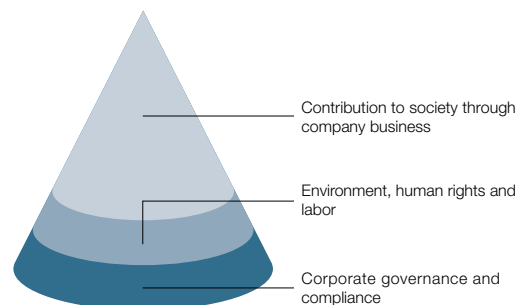 Contribution to society through
company business
Environment, human rights and
labor
Corporate governance and
compliance